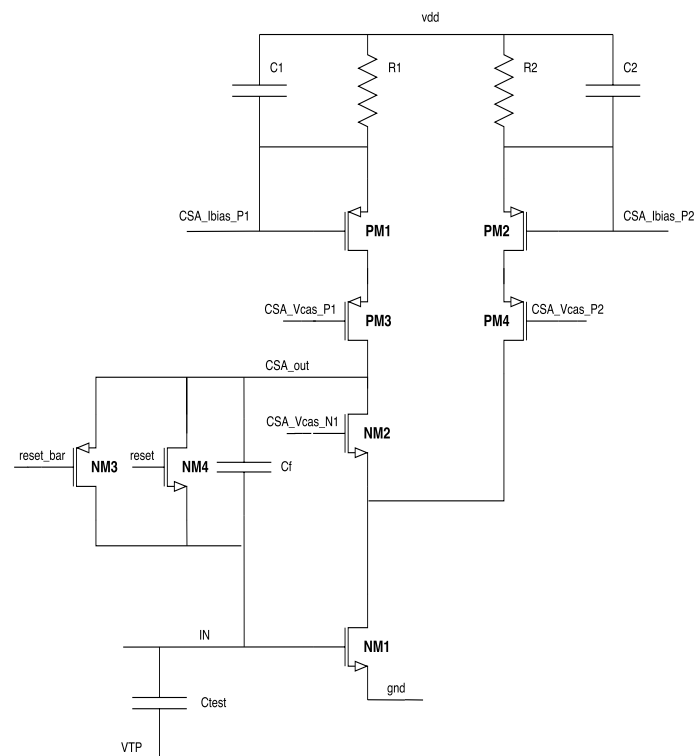 vdd
C1
R1
R2
C2
CSA_Ibias_P1
PM1
PM2
CSA_Ibias_P2
CSA_Vcas_P1
PM3
PM4
CSA_Vcas_P2
CSA_out
CSA_Vcas_N1
NM2
reset_bar
NM3
reset
NM4
Cf
IN
NM1
gnd
Ctest
VTP